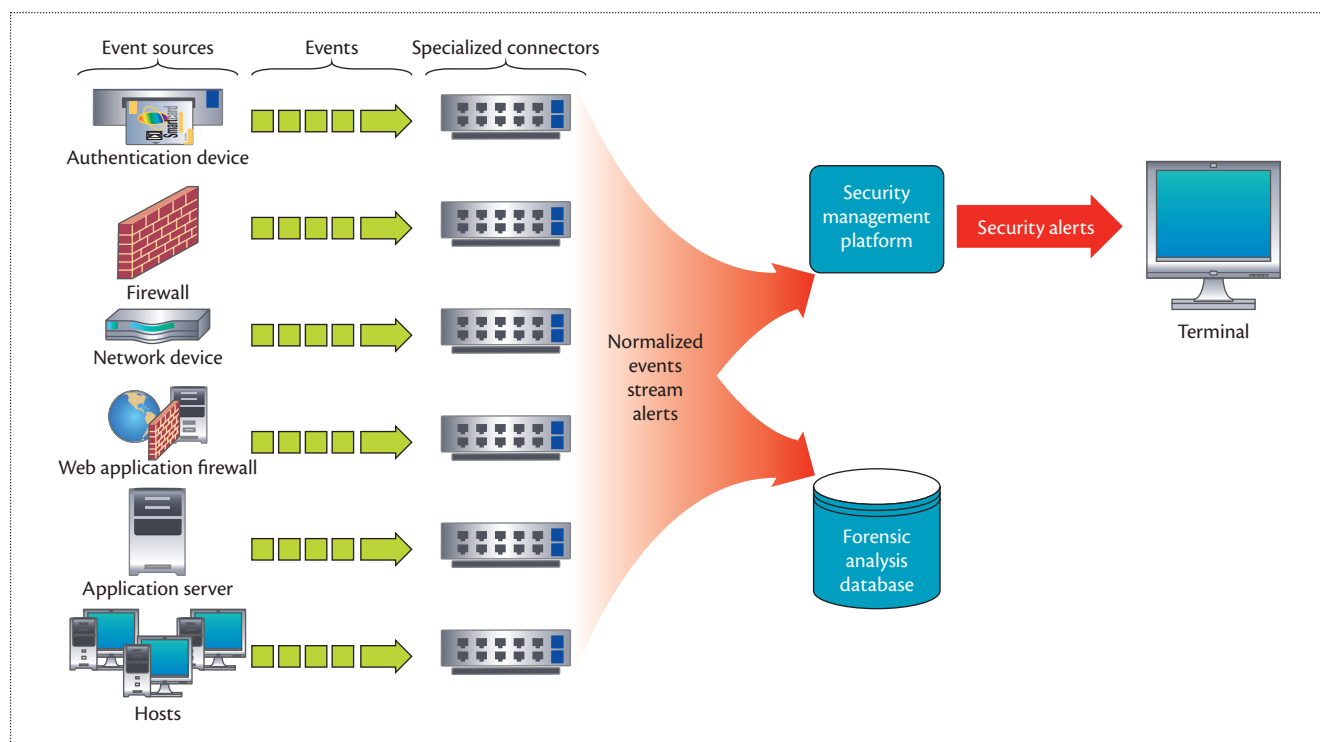 Event sources
Events
Specialized connectors
Smartcard
Authentication device
Firewall
Network device
Web application firewall
Application server
Hosts
Normalized
events
stream
alerts
Security
management
platform
Security alerts
Terminal
Forensic
analysis
database